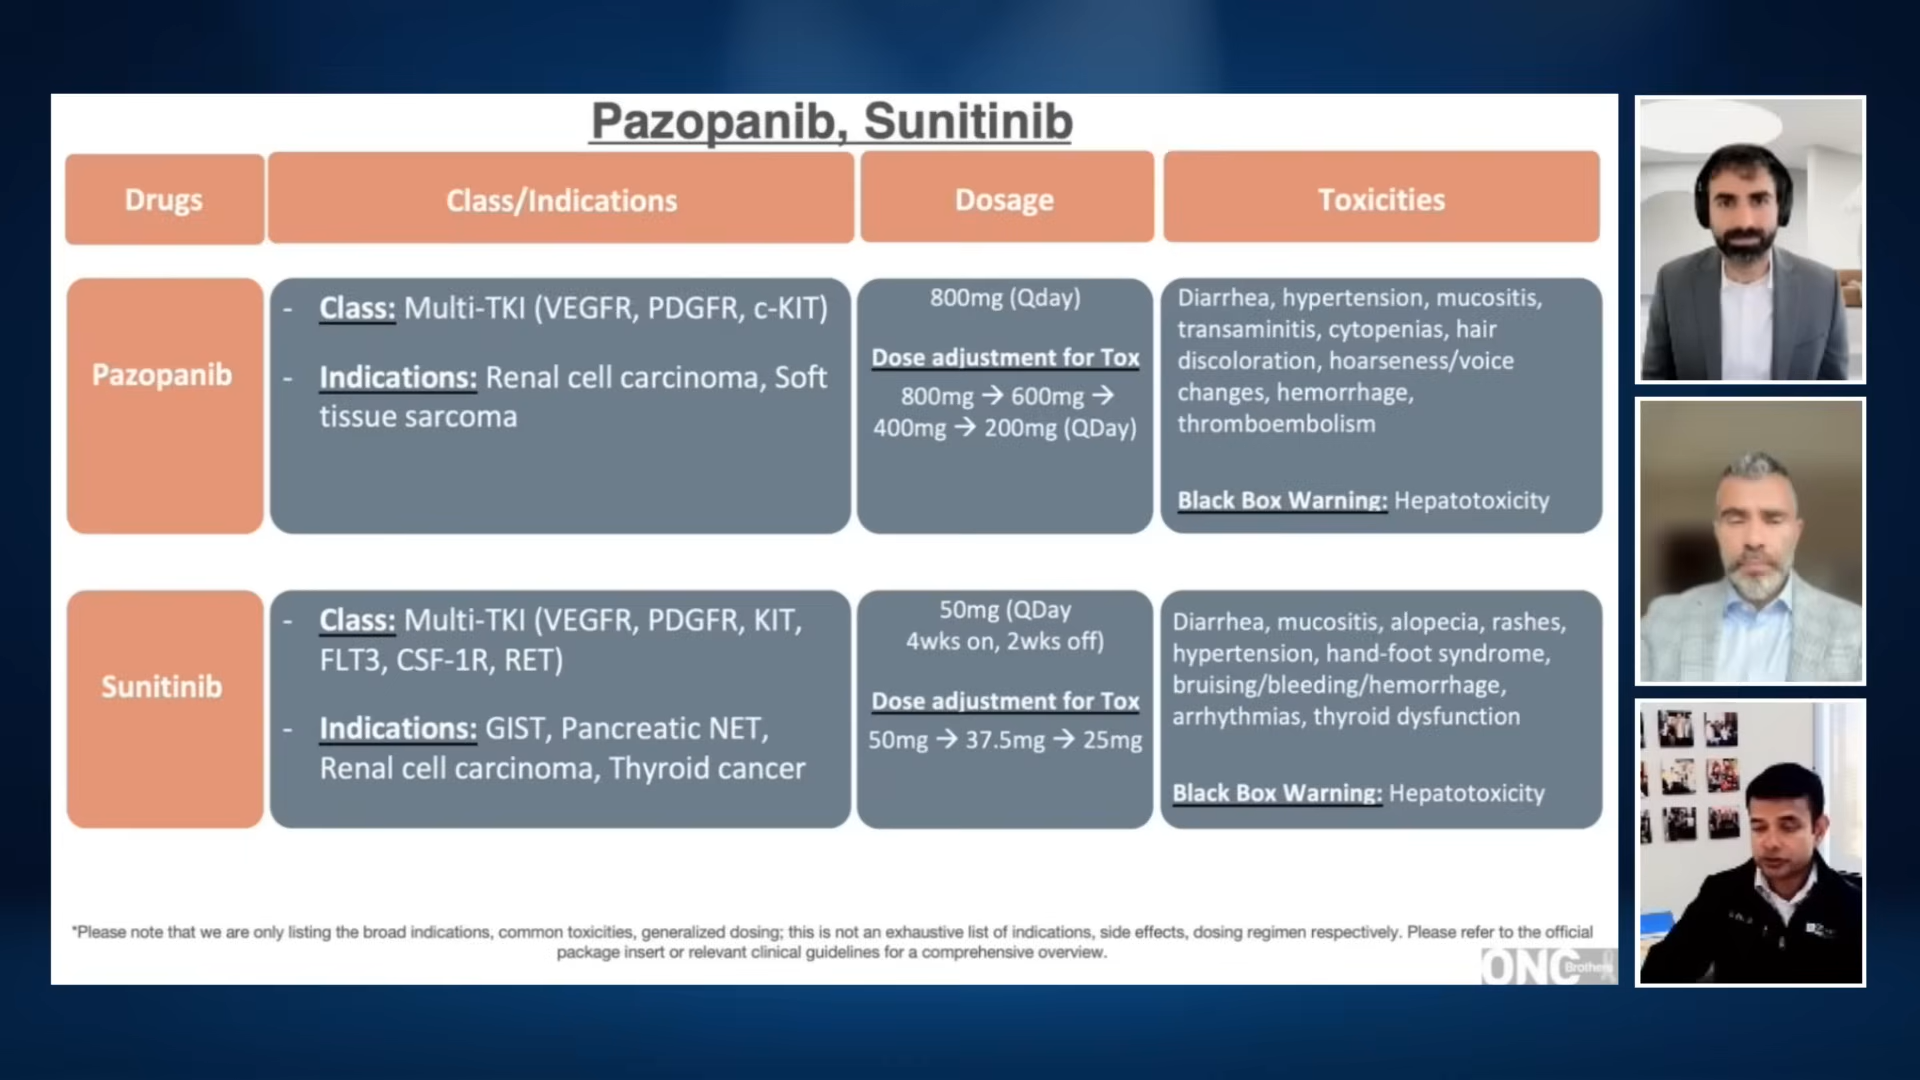 Pazopanib, Sunitinib
Drugs
Class/Indications
Dosage
Toxicities
Pazopanib
- Class: Multi-TKI (VEGFR, PDGFR, c-KIT)
- Indications: Renal cell carcinoma, Soft
tissue sarcoma
800mg (Qday)
Dose adjustment for Tox
800mg → 600mg →
400mg → 200mg (QDay)
Diarrhea, hypertension, mucositis,
transaminitis, cytopenias, hair
discoloration, hoarseness/voice
changes, hemorrhage,
thromboembolism
Black Box Warning: Hepatotoxicity
Sunitinib
- Class: Multi-TKI (VEGFR, PDGFR, KIT,
FLT3, CSF-1R, RET)
- Indications: GIST, Pancreatic NET,
Renal cell carcinoma, Thyroid cancer
50mg (QDay
4wks on, 2wks off)
Dose adjustment for Tox
50mg → 37.5mg → 25mg
Diarrhea, mucositis, alopecia, rashes,
hypertension, hand-foot syndrome,
bruising/bleeding/hemorrhage,
arrhythmias, thyroid dysfunction
Black Box Warning: Hepatotoxicity
*Please note that we are only listing the broad indications, common toxicities, generalized dosing; this is not an exhaustive list of indications, side effects, dosing regimen respectively. Please refer to the official
package insert or relevant clinical guidelines for a comprehensive overview.
ONC Brothers